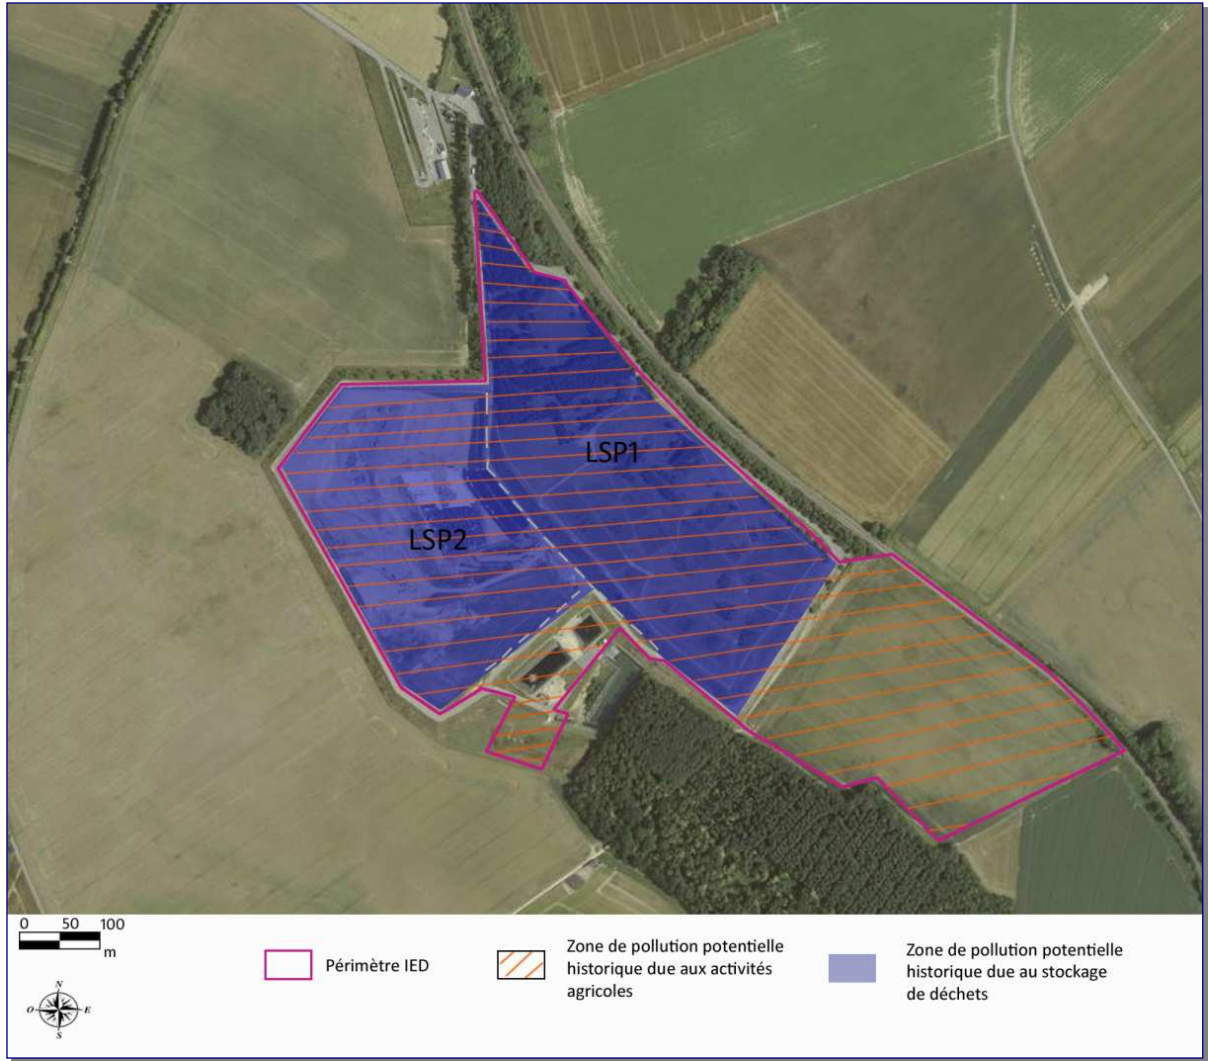 LSP1
LSP2
0 50 100
m
N
O E
S
Périmètre IED
Zone de pollution potentielle
historique due aux activités
agricoles
Zone de pollution potentielle
historique due au stockage
de déchets